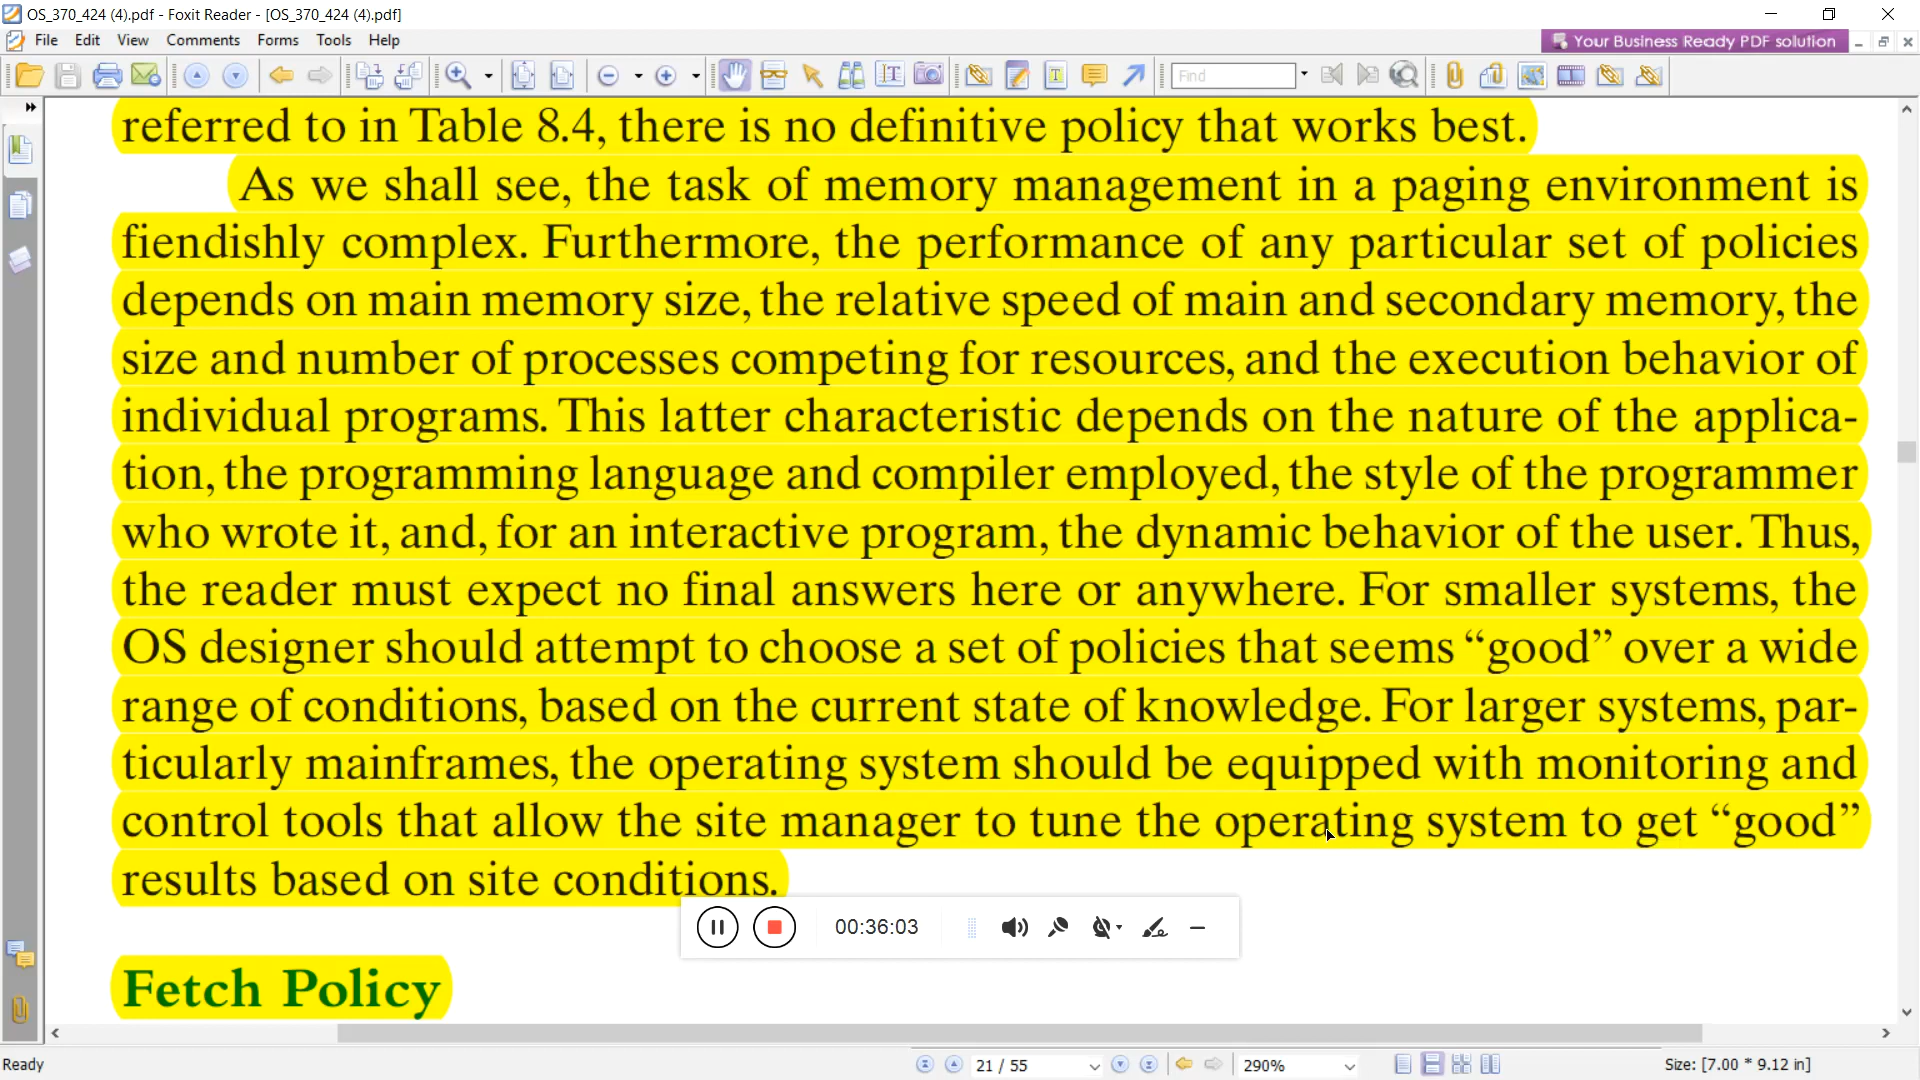 OS_370_424 (4).pdf - Foxit Reader - [OS_370_424 (4).pdf]
File Edit View Comments Forms Tools Help
Your Business Ready PDF solution
Find
referred to in Table 8.4, there is no definitive policy that works best.
As we shall see, the task of memory management in a paging environment is
fiendishly complex. Furthermore, the performance of any particular set of policies
depends on main memory size, the relative speed of main and secondary memory, the
size and number of processes competing for resources, and the execution behavior of
individual programs. This latter characteristic depends on the nature of the applica-
tion, the programming language and compiler employed, the style of the programmer
who wrote it, and, for an interactive program, the dynamic behavior of the user. Thus,
the reader must expect no final answers here or anywhere. For smaller systems, the
OS designer should attempt to choose a set of policies that seems “good” over a wide
range of conditions, based on the current state of knowledge. For larger systems, par-
ticularly mainframes, the operating system should be equipped with monitoring and
control tools that allow the site manager to tune the operating system to get “good”
results based on site conditions.
00:36:03
Fetch Policy
Ready
21 / 55
290%
Size: [7.00 * 9.12 in]